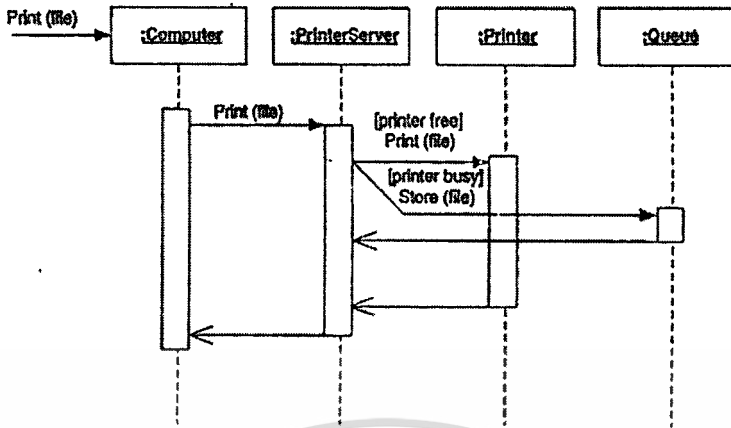 Print (file)
:Computer
:PrinterServer
:Printer
:Queue
Print (file)
[printer free]
Print (file)
[printer busy]
Store (file)